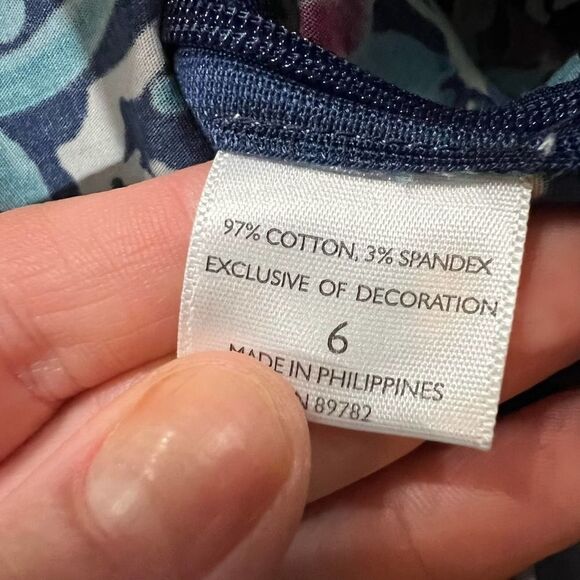 97% COTTON, 3% SPANDEX
EXCLUSIVE OF DECORATION
6
MADE IN PHILIPPINES
89782